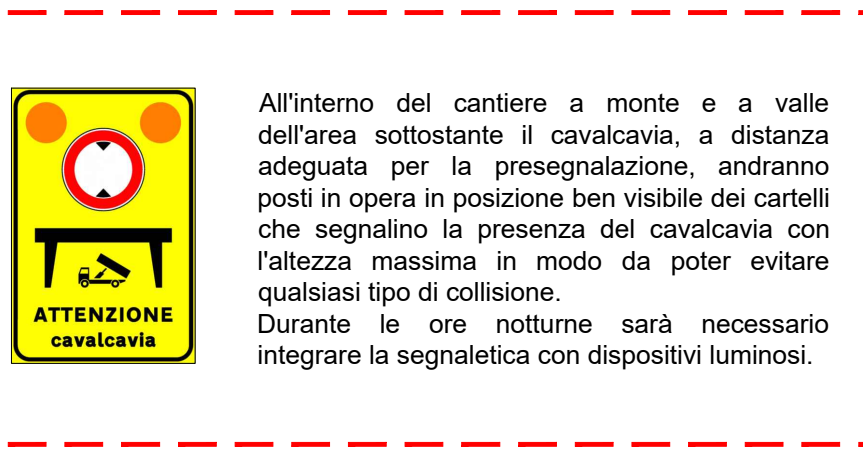 ATTENZIONE
cavalcavia
All'interno del cantiere a monte e a valle
dell'area sottostante il cavalcavia, a distanza
adeguata per la presegnalazione, andranno
posti in opera in posizione ben visibile dei cartelli
che segnalino la presenza del cavalcavia con
l'altezza massima in modo da poter evitare
qualsiasi tipo di collisione.
Durante le ore notturne sarà necessario
integrare la segnaletica con dispositivi luminosi.